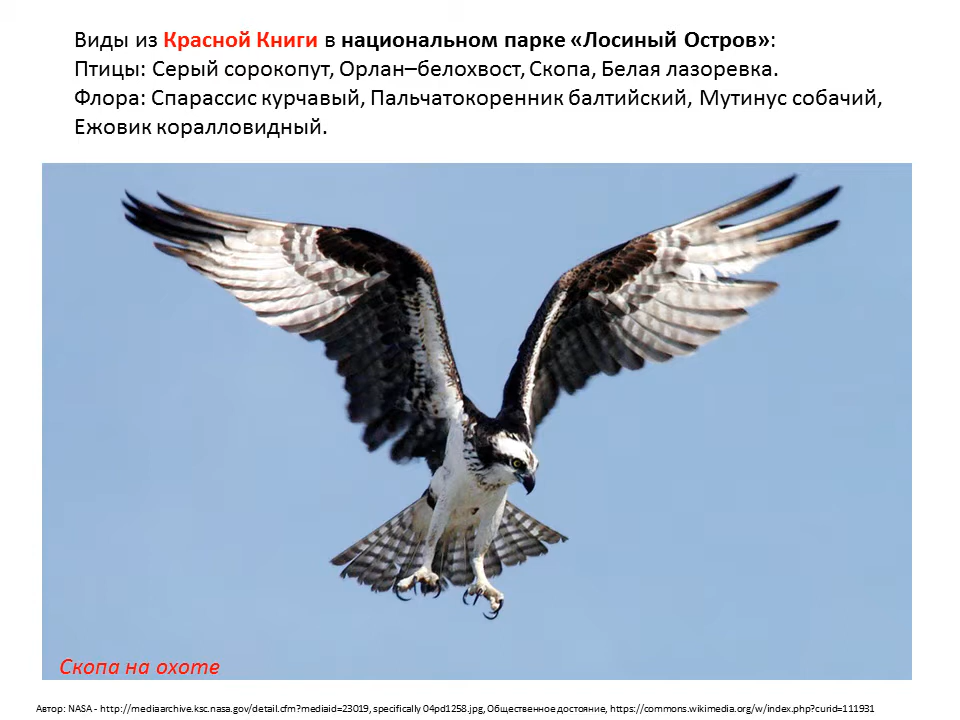 Виды из Красной Книги в национальном парке «Лосиный Остров»:
Птицы: Серый сорокопут, Орлан–белохвост, Скопа, Белая лазоревка.
Флора: Спарассис курчавый, Пальчатокоренник балтийский, Мутинус собачий,
Ежовик коралловидный.
Скопа на охоте
Автор: NASA - http://mediaarchive.ksc.nasa.gov/detail.cfm?mediaid=23019, specifically 04pd1258.jpg, Общественное достояние, https://commons.wikimedia.org/w/index.php?curid=111931